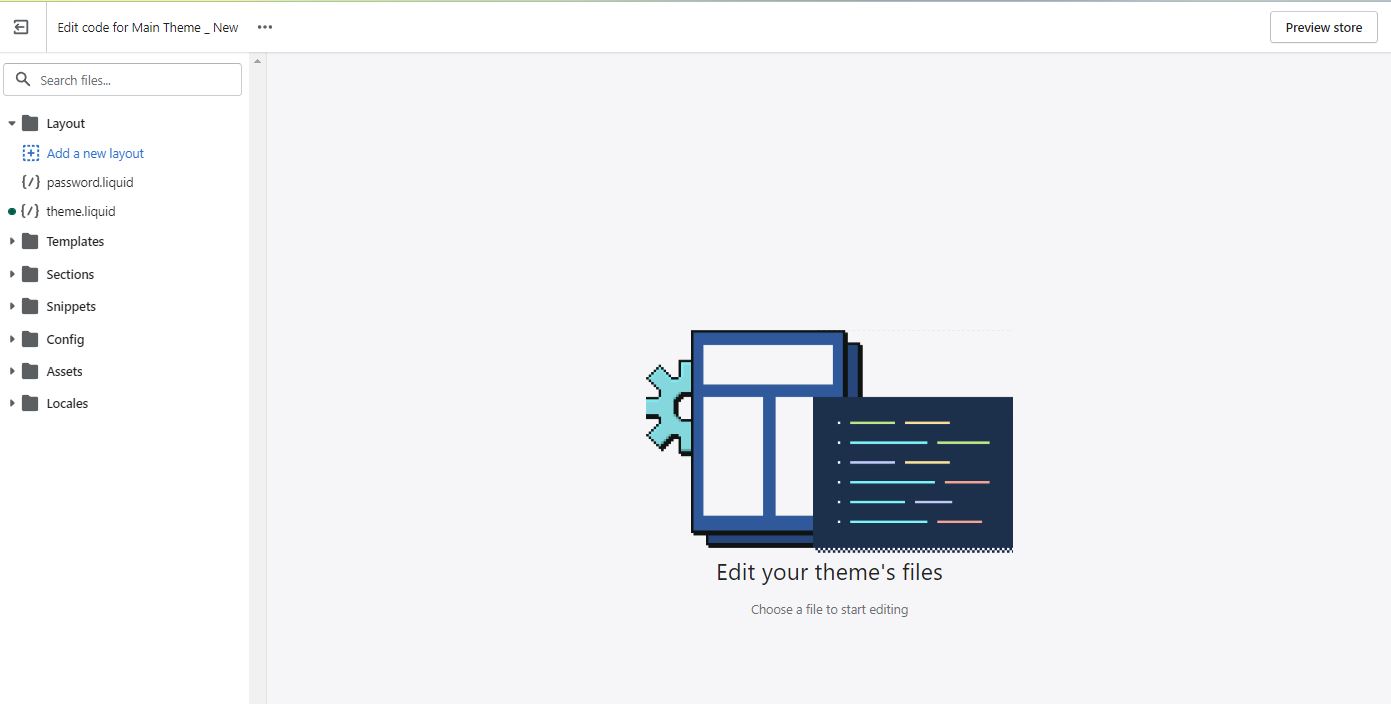 Edit code for Main Theme _ New
Preview store
Search files...
Layout
Add a new layout
{/} password.liquid
{/} theme.liquid
Templates
Sections
Snippets
Config
Assets
Locales
Edit your theme's files
Choose a file to start editing